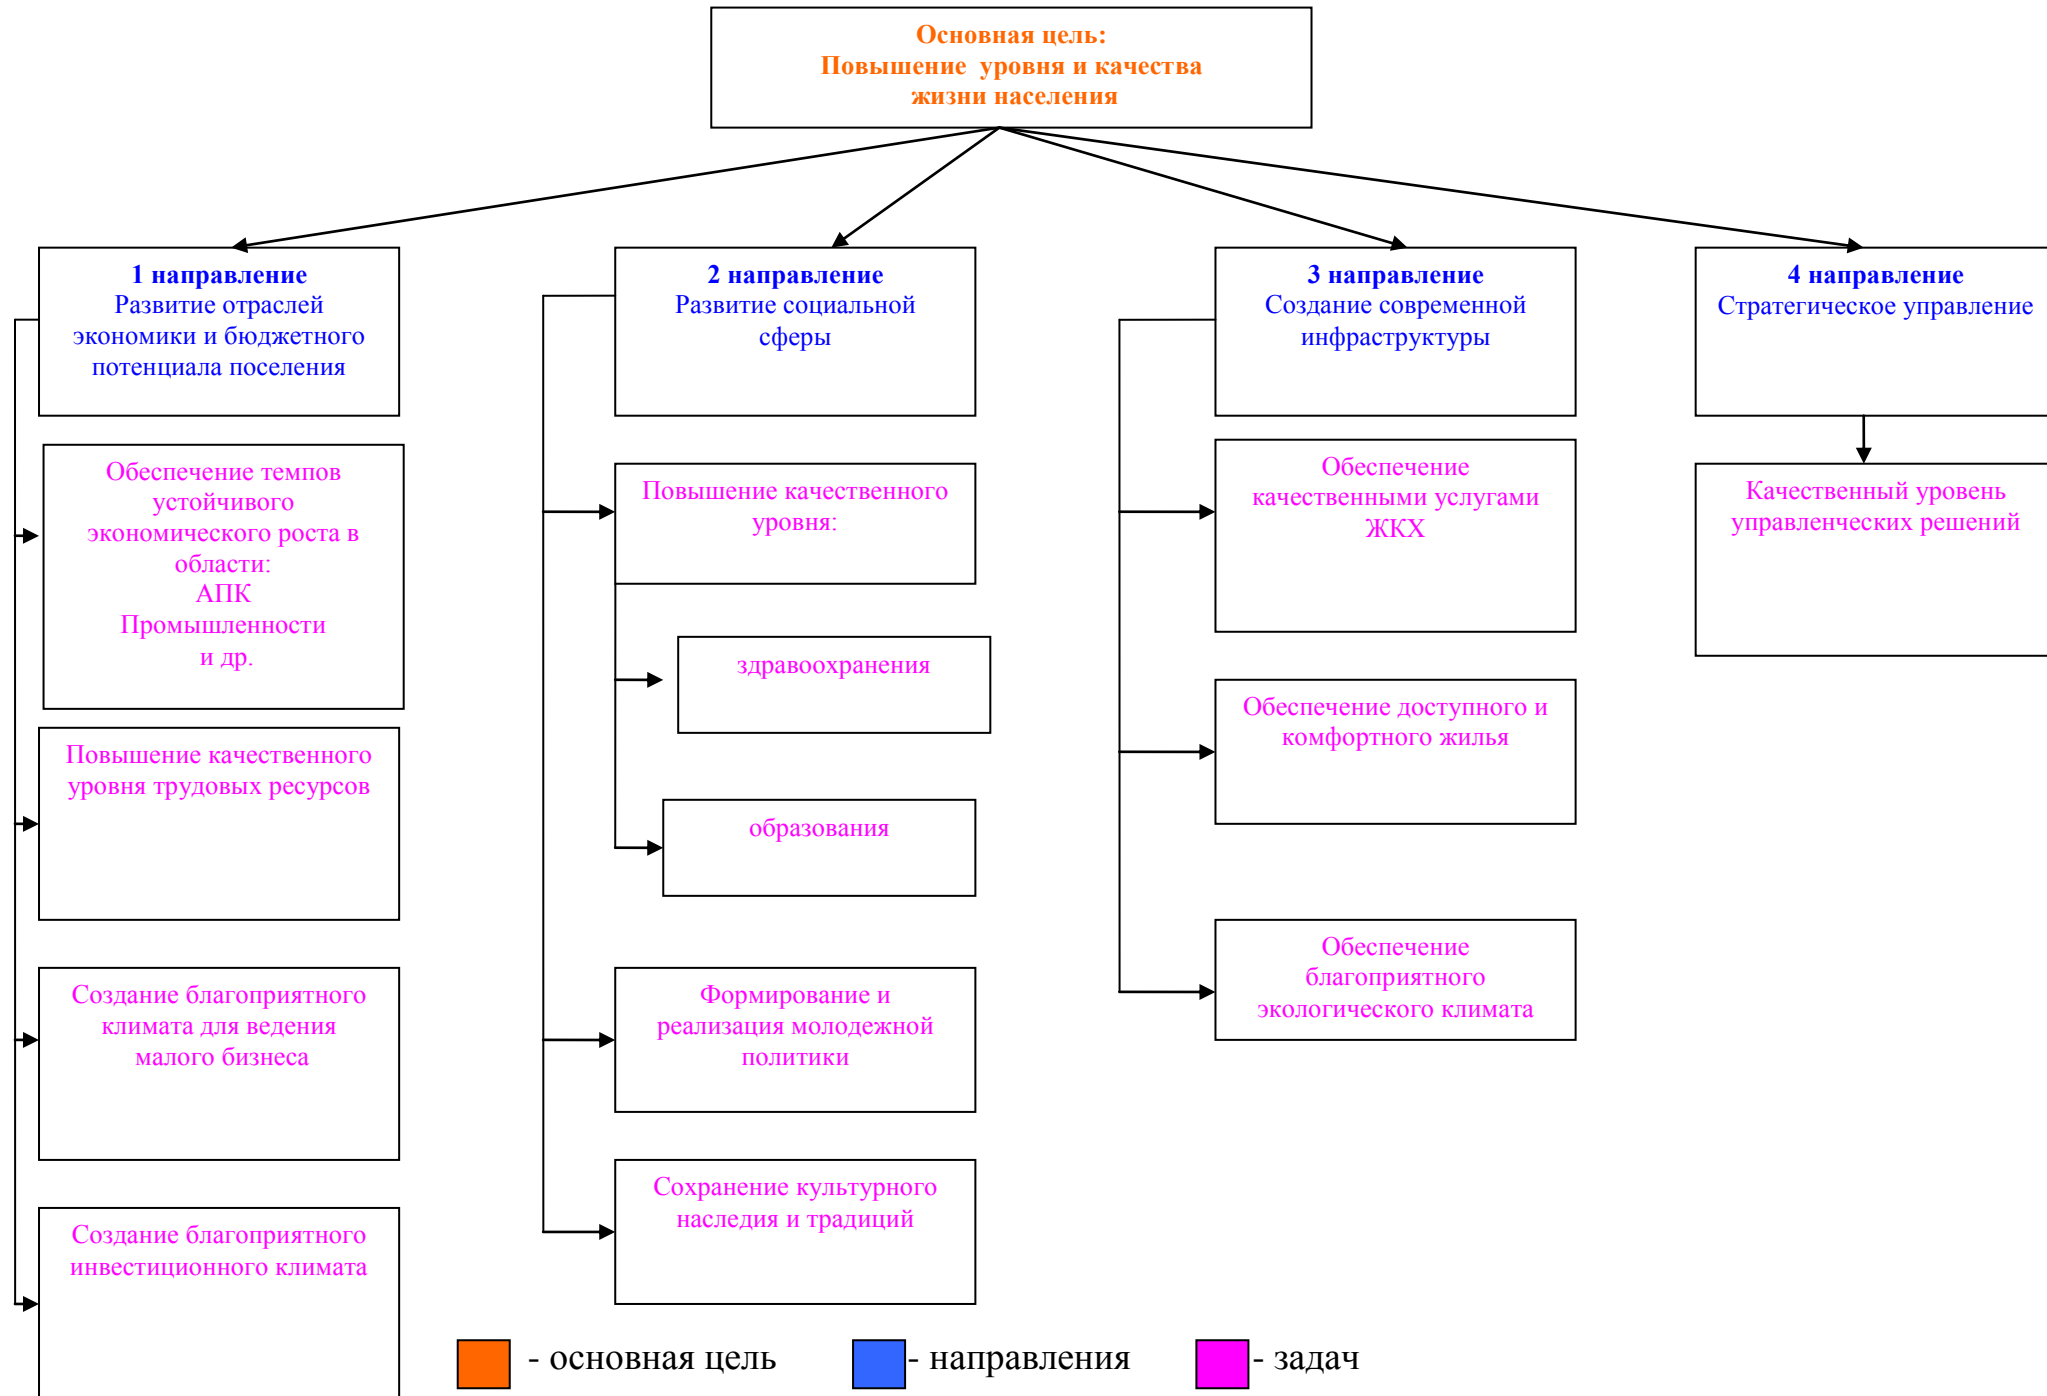 Основная цель:
Повышение уровня и качества
жизни населения
1 направление
Развитие отраслей
экономики и бюджетного
потенциала поселения
2 направление
Развитие социальной
сферы
3 направление
Создание современной
инфраструктуры
4 направление
Стратегическое управление
Обеспечение темпов
устойчивого
экономического роста в
области:
АПК
Промышленности
и др.
Повышение качественного
уровня трудовых ресурсов
Создание благоприятного
климата для ведения
малого бизнеса
Создание благоприятного
инвестиционного климата
Повышение качественного
уровня:
здравоохранения
образования
Формирование и
реализация молодежной
политики
Сохранение культурного
наследия и традиций
Обеспечение
качественными услугами
ЖКХ
Обеспечение доступного и
комфортного жилья
Обеспечение
благоприятного
экологического климата
Качественный уровень
управленческих решений
- основная цель
- направления
- задач